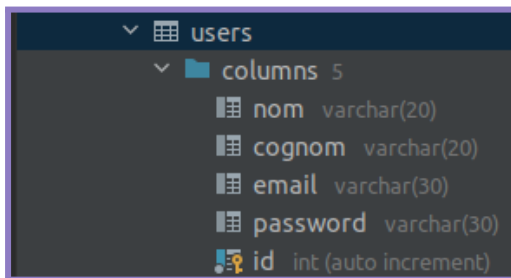 users
columns 5
nom varchar(20)
cognom varchar(20)
email varchar(30)
password varchar(30)
id int (auto increment)